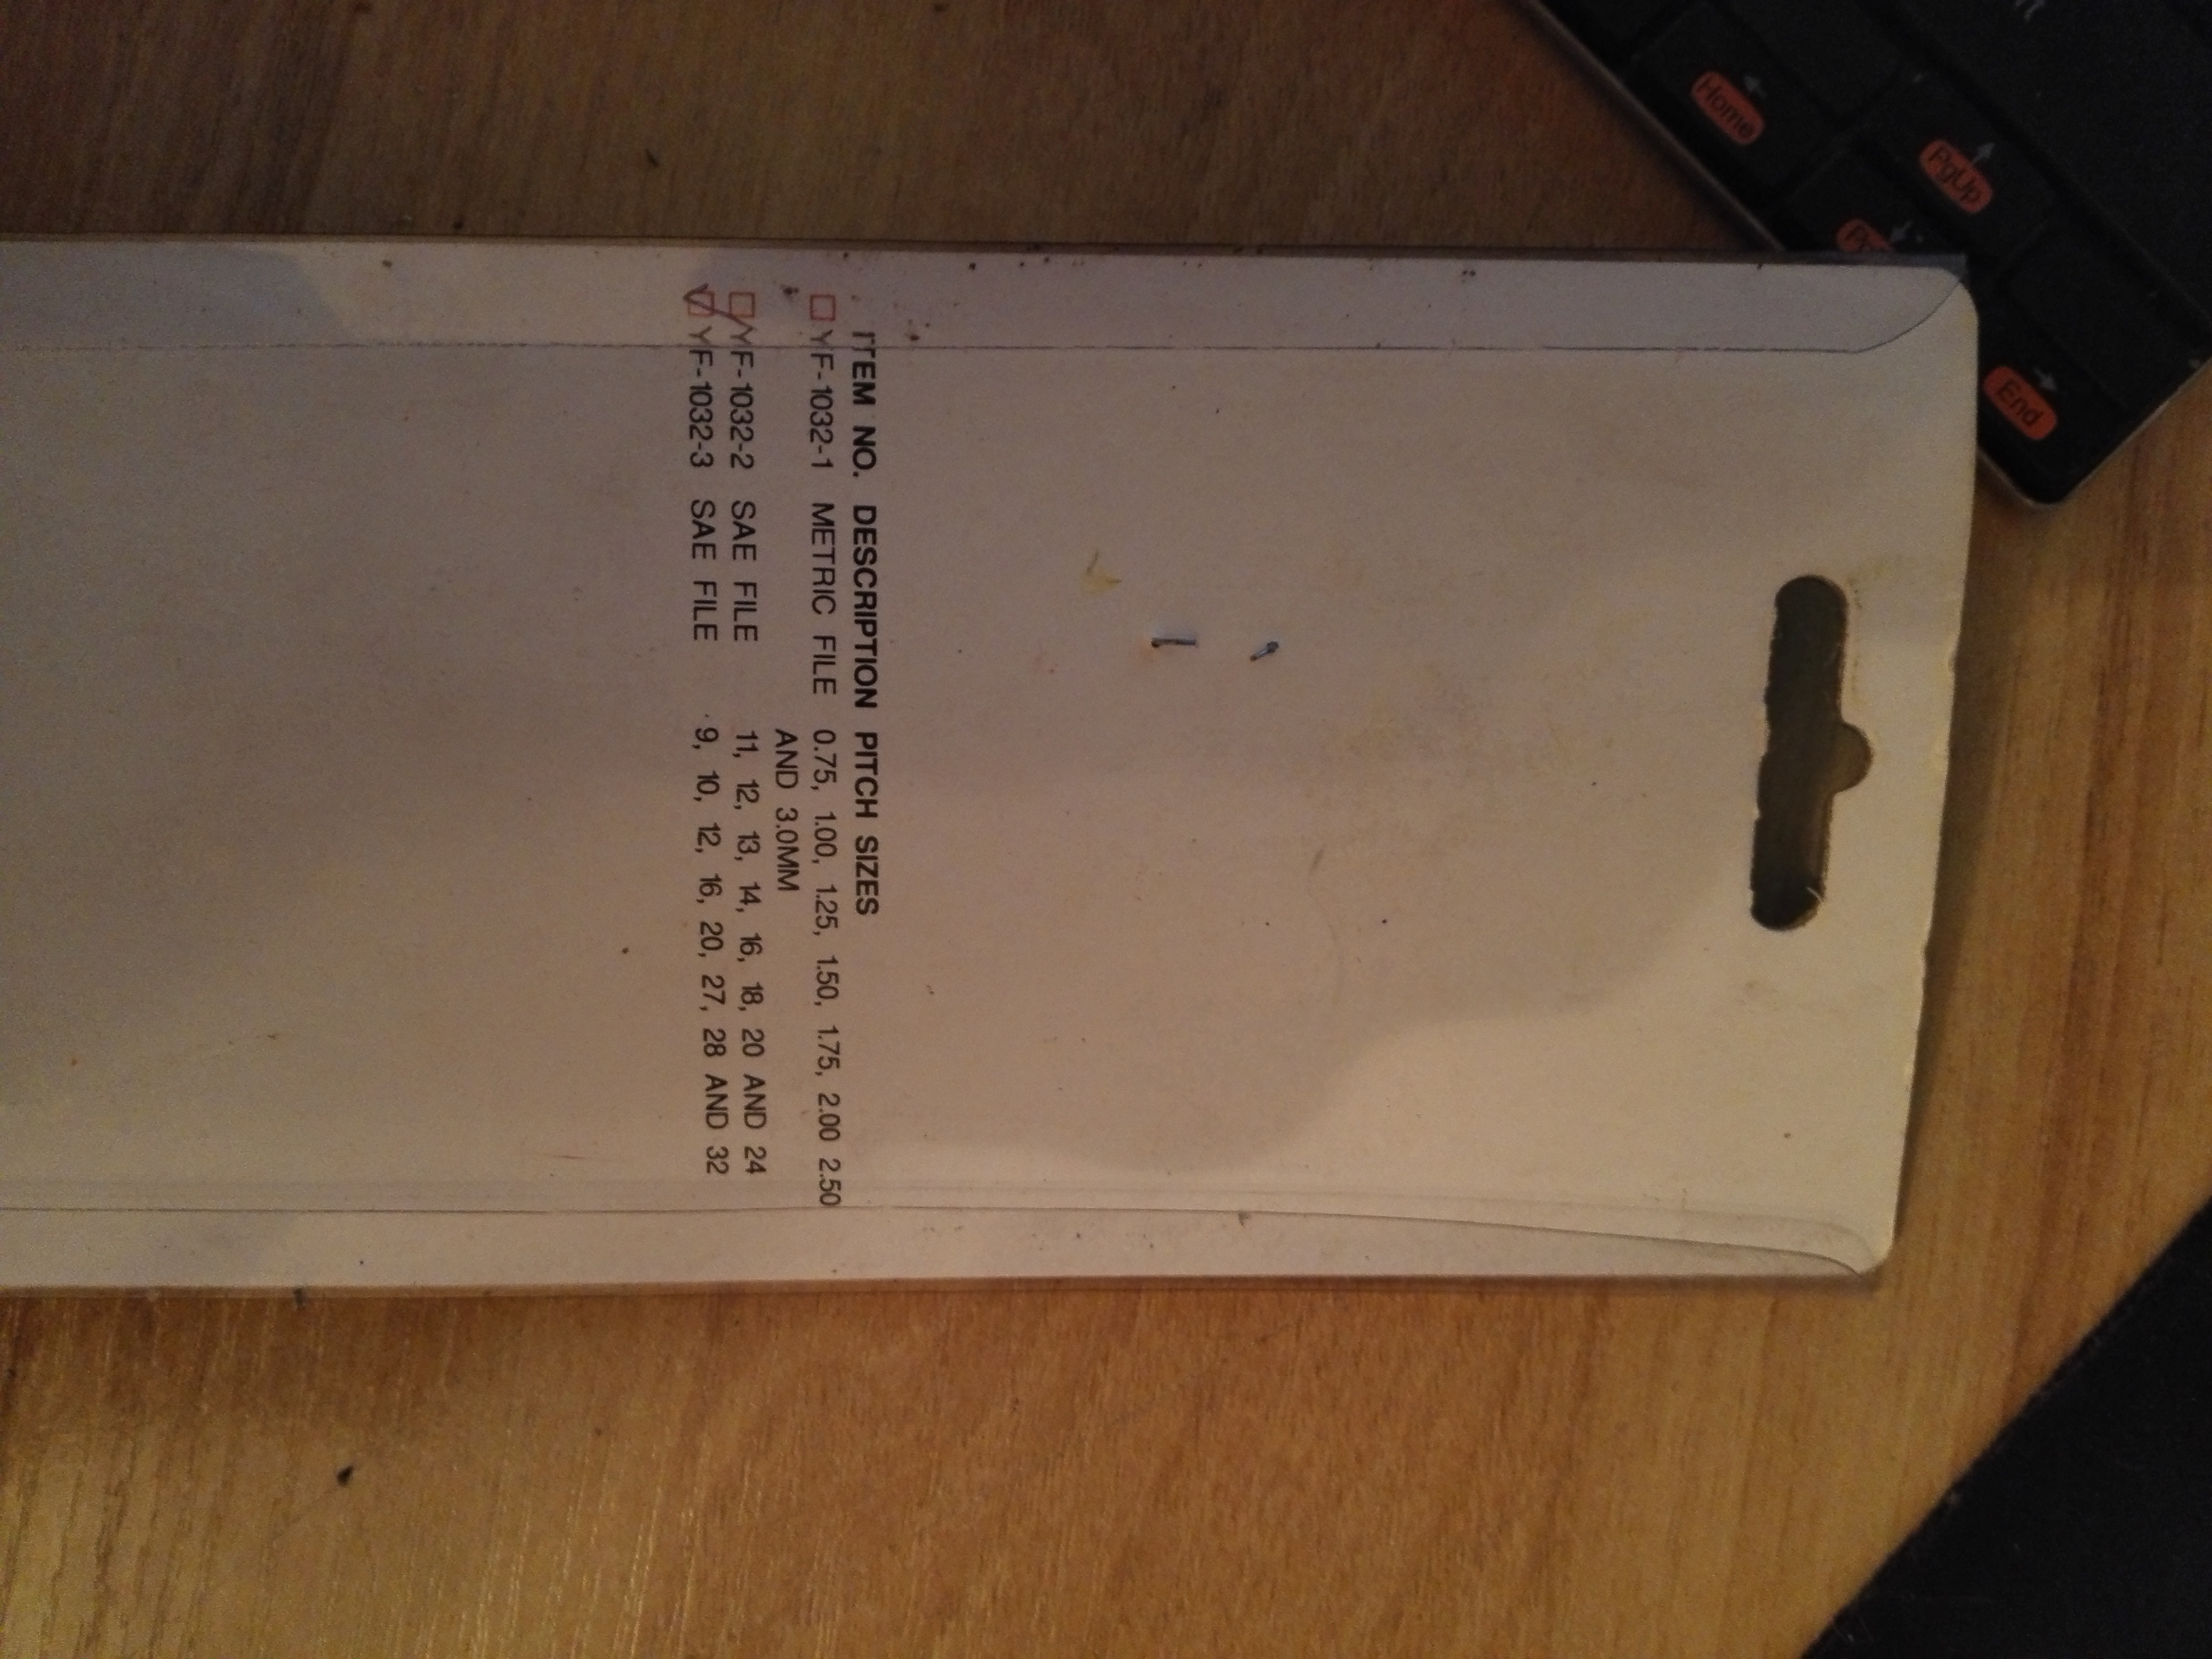 ITEM NO. DESCRIPTION PITCH SIZES
YF-1032-1 METRIC FILE 0.75, 1.00, 1.25, 1.50, 1.75, 2.00 2.50
AND 3.0MM
YF-1032-2 SAE FILE 11, 12, 13, 14, 16, 18, 20 AND 24
YF-1032-3 SAE FILE 9, 10, 12, 16, 20, 27, 28 AND 32
Home
PgUp
End